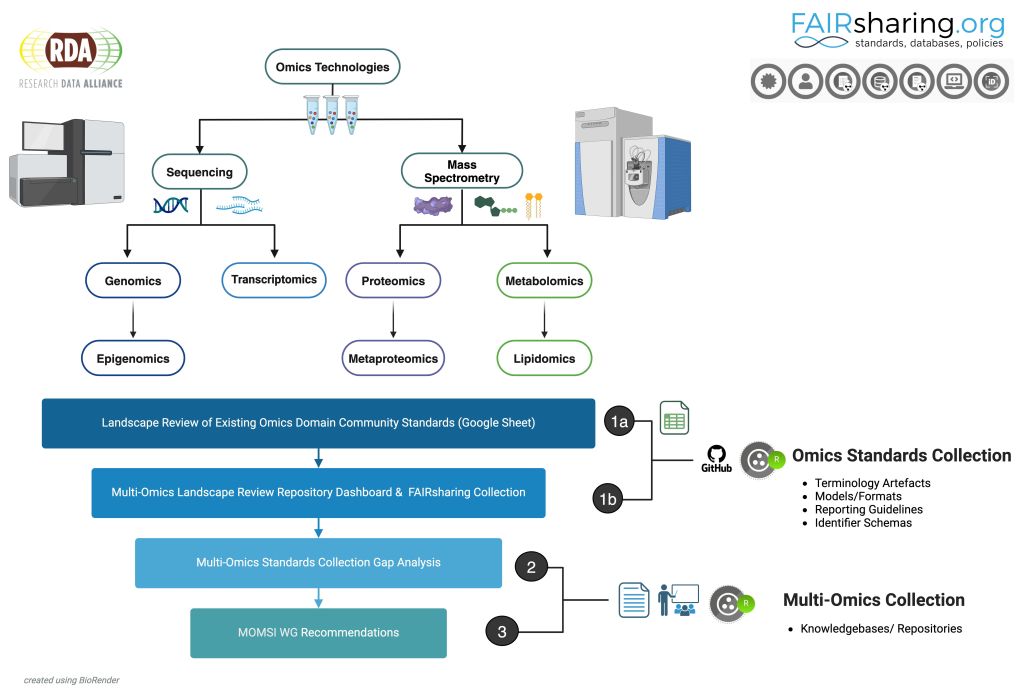 RDA
RESEARCH DATA ALLIANCE
FAIRsharing.org
standards, databases, policies
iD
Omics Technologies
Sequencing
Mass
Spectrometry
Genomics
Transcriptomics
Proteomics
Metabolomics
Epigenomics
Metaproteomics
Lipidomics
Landscape Review of Existing Omics Domain Community Standards (Google Sheet)
1a
Multi-Omics Landscape Review Repository Dashboard & FAIRsharing Collection
1b
GitHub
R
Omics Standards Collection
• Terminology Artefacts
• Models/Formats
• Reporting Guidelines
• Identifier Schemas
Multi-Omics Standards Collection Gap Analysis
2
MOMSI WG Recommendations
3
R
Multi-Omics Collection
• Knowledgebases/ Repositories
created using BioRender